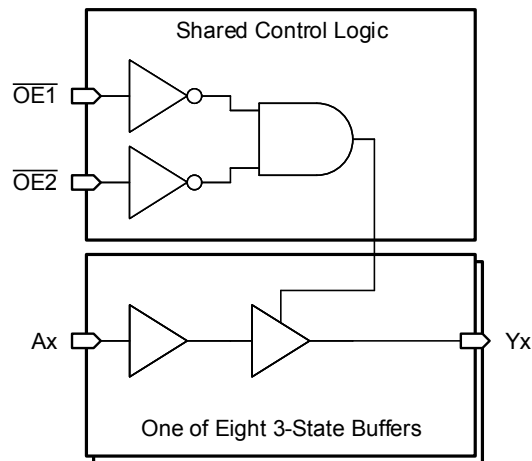 Shared Control Logic
OE1
OE2
Ax
Yx
One of Eight 3-State Buffers